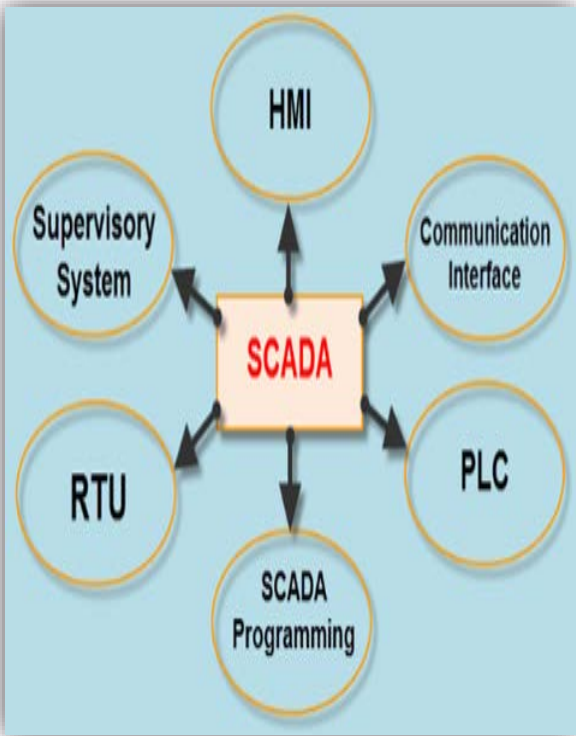 HMI
Supervisory
System
Communication
Interface
SCADA
RTU
PLC
SCADA
Programming